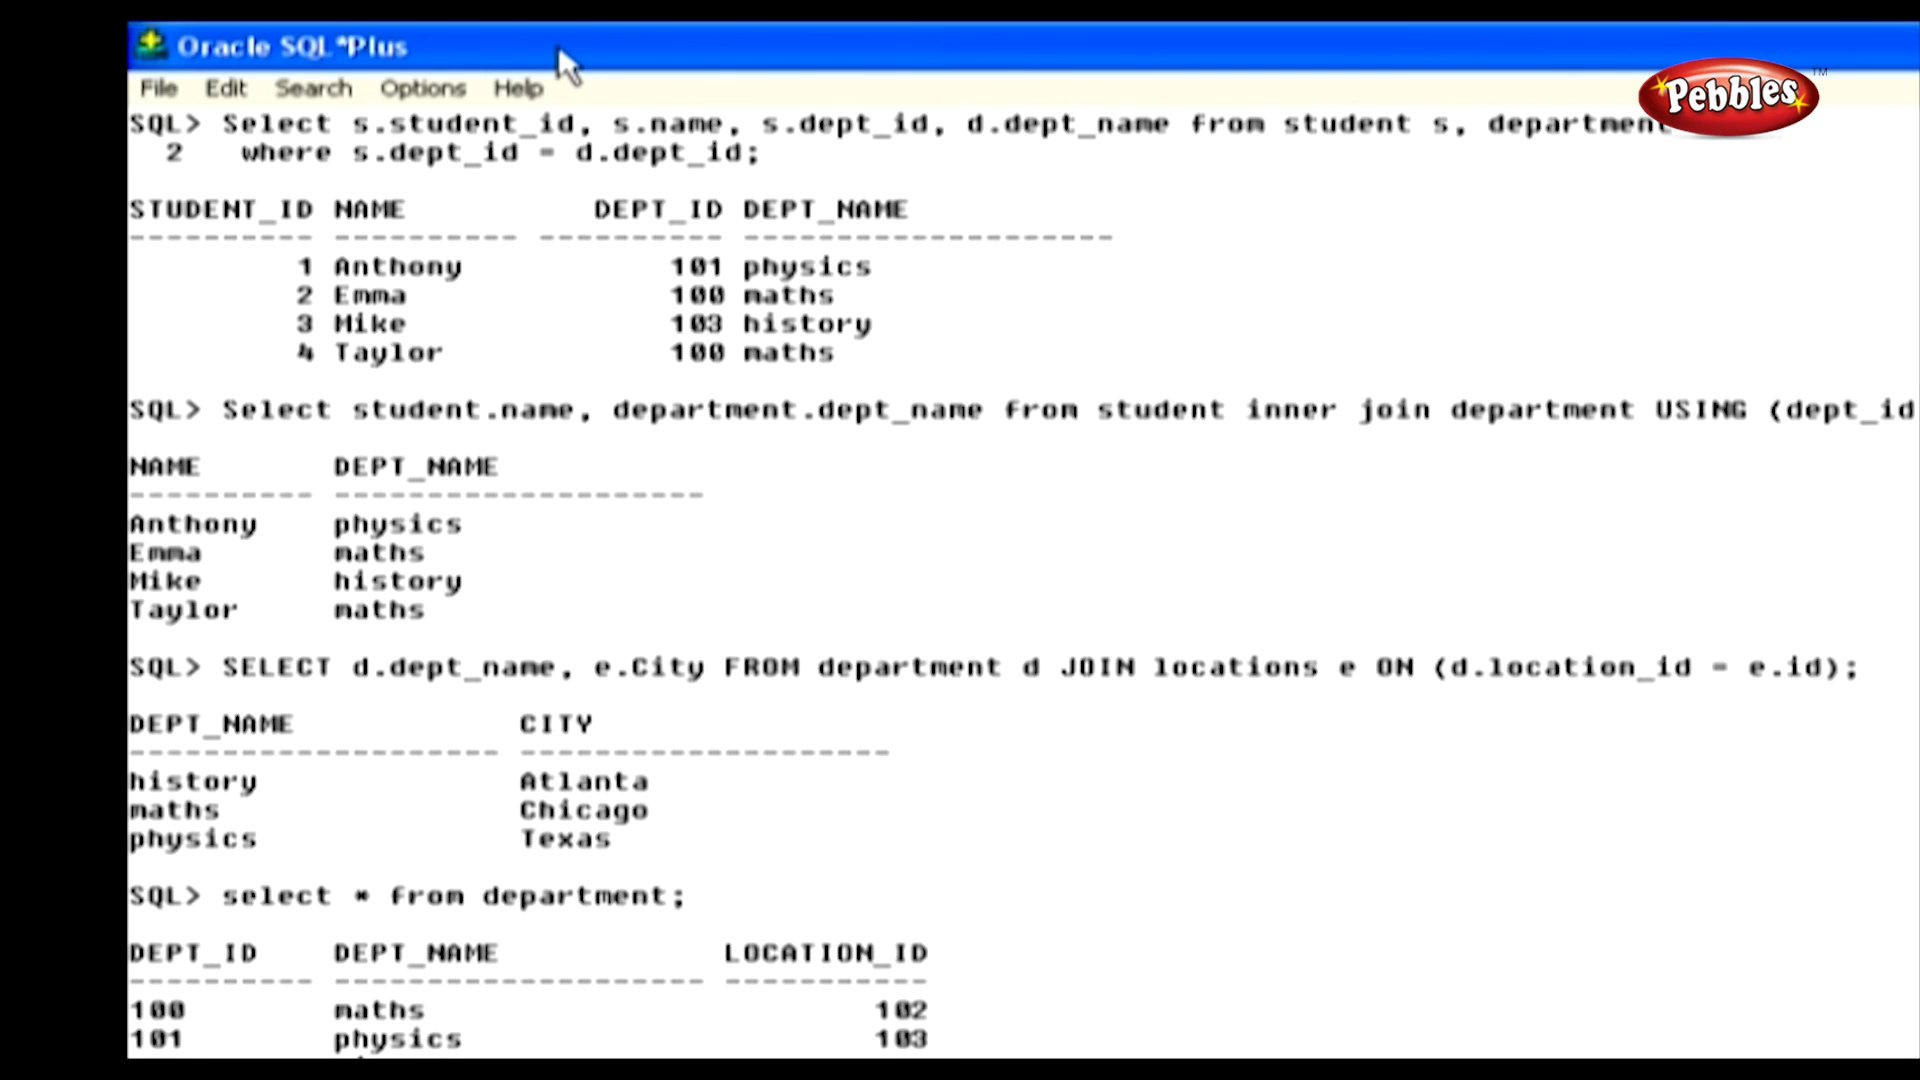 Oracle SQL*Plus
File Edit Search Options Help
Pebbles TM
SQL> Select s.student_id, s.name, s.dept_id, d.dept_name from student s, department
2 where s.dept_id = d.dept_id;
STUDENT_ID NAME DEPT_ID DEPT_NAME
---------- ---------- ---------- --------------------
1 Anthony 101 physics
2 Emma 100 maths
3 Mike 103 history
4 Taylor 100 maths
SQL> Select student.name, department.dept_name from student inner join department USING (dept_id
NAME DEPT_NAME
---------- --------------------
Anthony physics
Emma maths
Mike history
Taylor maths
SQL> SELECT d.dept_name, e.City FROM department d JOIN locations e ON (d.location_id = e.id);
DEPT_NAME CITY
-------------------- --------------------
history Atlanta
maths Chicago
physics Texas
SQL> select * from department;
DEPT_ID DEPT_NAME LOCATION_ID
---------- -------------------- -----------
100 maths 102
101 physics 103